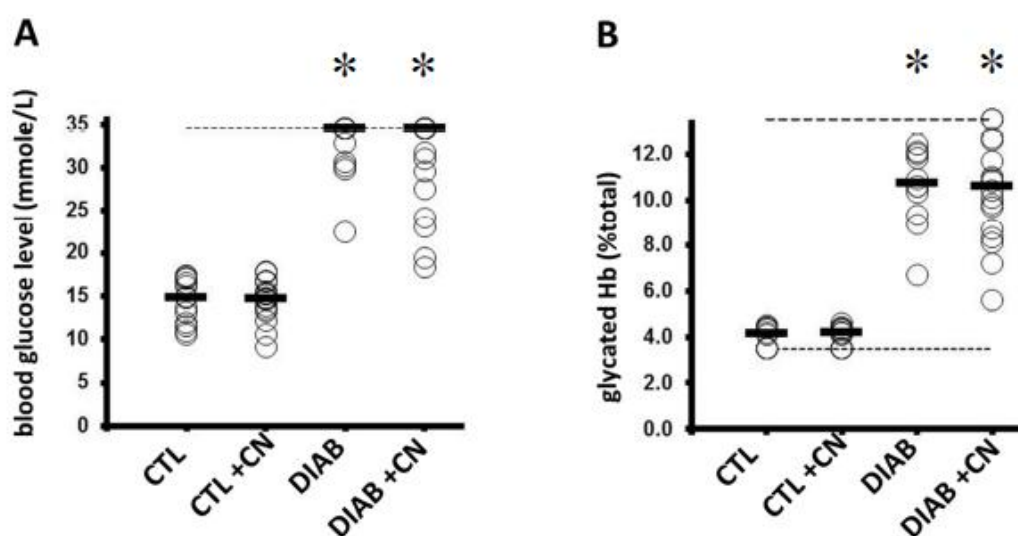 A
blood glucose level (mmole/L)
35
30
25
20
15
10
5
0
* *
CTL
CTL +CN
DIAB
DIAB +CN
B
glycated Hb (%total)
12.0
10.0
8.0
6.0
4.0
2.0
0.0
* *
CTL
CTL +CN
DIAB
DIAB +CN